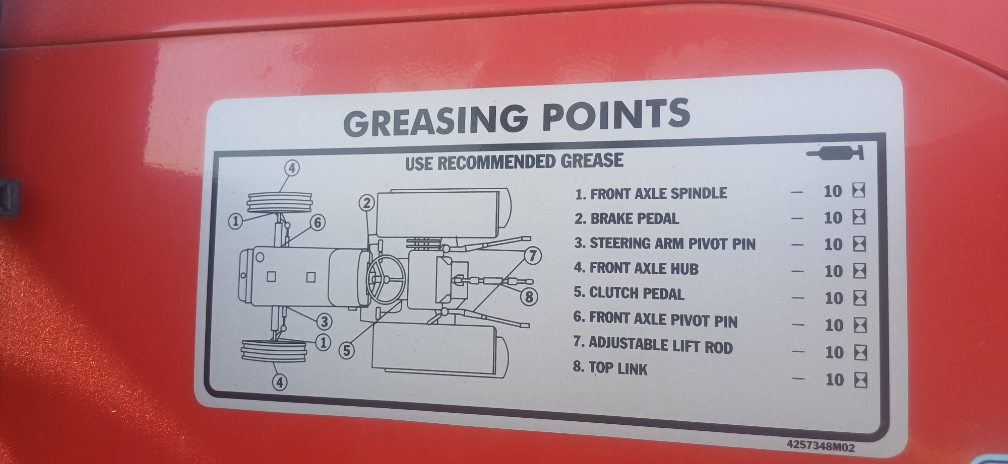 GREASING POINTS
USE RECOMMENDED GREASE
1. FRONT AXLE SPINDLE — 10
2. BRAKE PEDAL — 10
3. STEERING ARM PIVOT PIN — 10
4. FRONT AXLE HUB — 10
5. CLUTCH PEDAL — 10
6. FRONT AXLE PIVOT PIN — 10
7. ADJUSTABLE LIFT ROD — 10
8. TOP LINK — 10
4
2
1
6
7
8
3
1
5
4
4257348M02